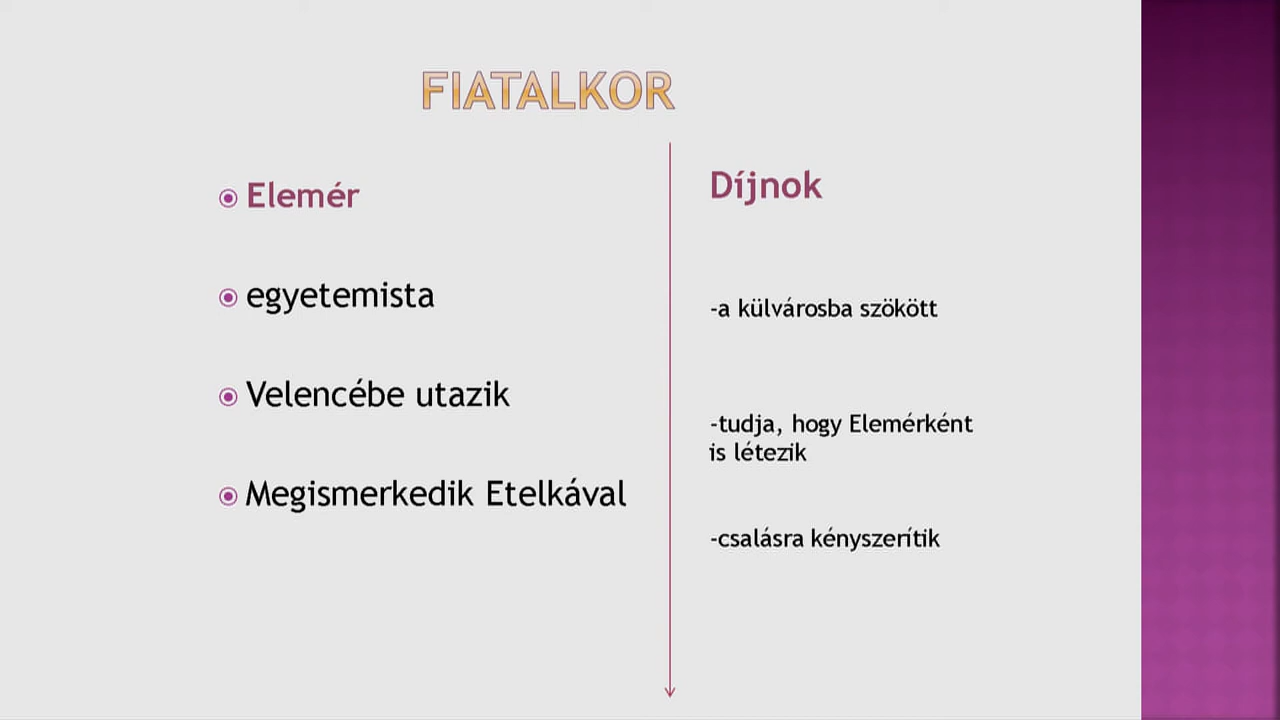 FIATALKOR
Elemér
egyetemista
Velencébe utazik
Megismerkedik Etelkával
Díjnok
-a külvárosba szökött
-tudja, hogy Elemérként
is létezik
-csalásra kényszerítik